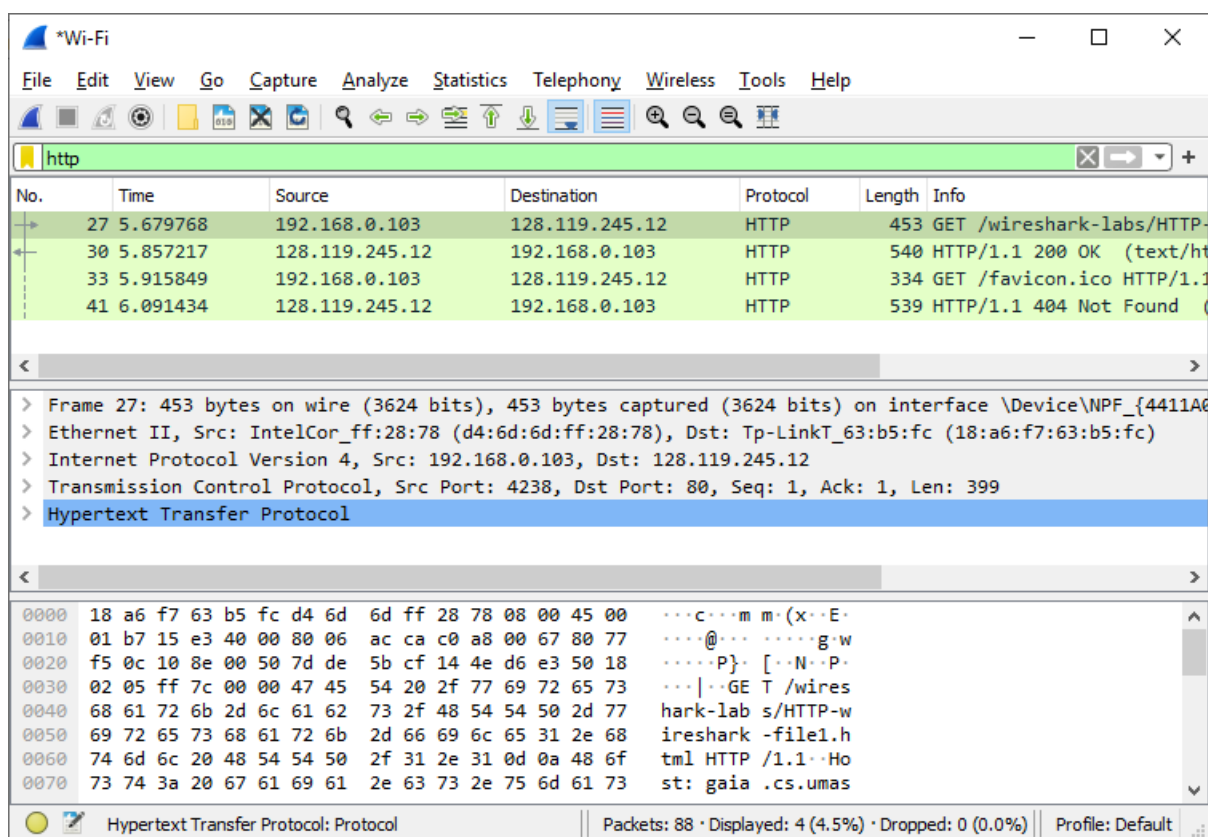 *Wi-Fi
File Edit View Go Capture Analyze Statistics Telephony Wireless Tools Help
http
No. Time Source Destination Protocol Length Info
27 5.679768 192.168.0.103 128.119.245.12 HTTP 453 GET /wireshark-labs/HTTP-
30 5.857217 128.119.245.12 192.168.0.103 HTTP 540 HTTP/1.1 200 OK (text/ht
33 5.915849 192.168.0.103 128.119.245.12 HTTP 334 GET /favicon.ico HTTP/1.1
41 6.091434 128.119.245.12 192.168.0.103 HTTP 539 HTTP/1.1 404 Not Found (
Frame 27: 453 bytes on wire (3624 bits), 453 bytes captured (3624 bits) on interface \Device\NPF_{4411A0
Ethernet II, Src: IntelCor_ff:28:78 (d4:6d:6d:ff:28:78), Dst: Tp-LinkT_63:b5:fc (18:a6:f7:63:b5:fc)
Internet Protocol Version 4, Src: 192.168.0.103, Dst: 128.119.245.12
Transmission Control Protocol, Src Port: 4238, Dst Port: 80, Seq: 1, Ack: 1, Len: 399
Hypertext Transfer Protocol
0000 18 a6 f7 63 b5 fc d4 6d 6d ff 28 78 08 00 45 00 ···c···m m·(x··E·
0010 01 b7 15 e3 40 00 80 06 ac ca c0 a8 00 67 80 77 ····@··· ·····g·w
0020 f5 0c 10 8e 00 50 7d de 5b cf 14 4e d6 e3 50 18 ·····P}· [··N··P·
0030 02 05 ff 7c 00 00 47 45 54 20 2f 77 69 72 65 73 ···|··GE T /wires
0040 68 61 72 6b 2d 6c 61 62 73 2f 48 54 54 50 2d 77 hark-lab s/HTTP-w
0050 69 72 65 73 68 61 72 6b 2d 66 69 6c 65 31 2e 68 ireshark -file1.h
0060 74 6d 6c 20 48 54 54 50 2f 31 2e 31 0d 0a 48 6f tml HTTP /1.1··Ho
0070 73 74 3a 20 67 61 69 61 2e 63 73 2e 75 6d 61 73 st: gaia .cs.umas
Hypertext Transfer Protocol: Protocol Packets: 88 · Displayed: 4 (4.5%) · Dropped: 0 (0.0%) Profile: Default